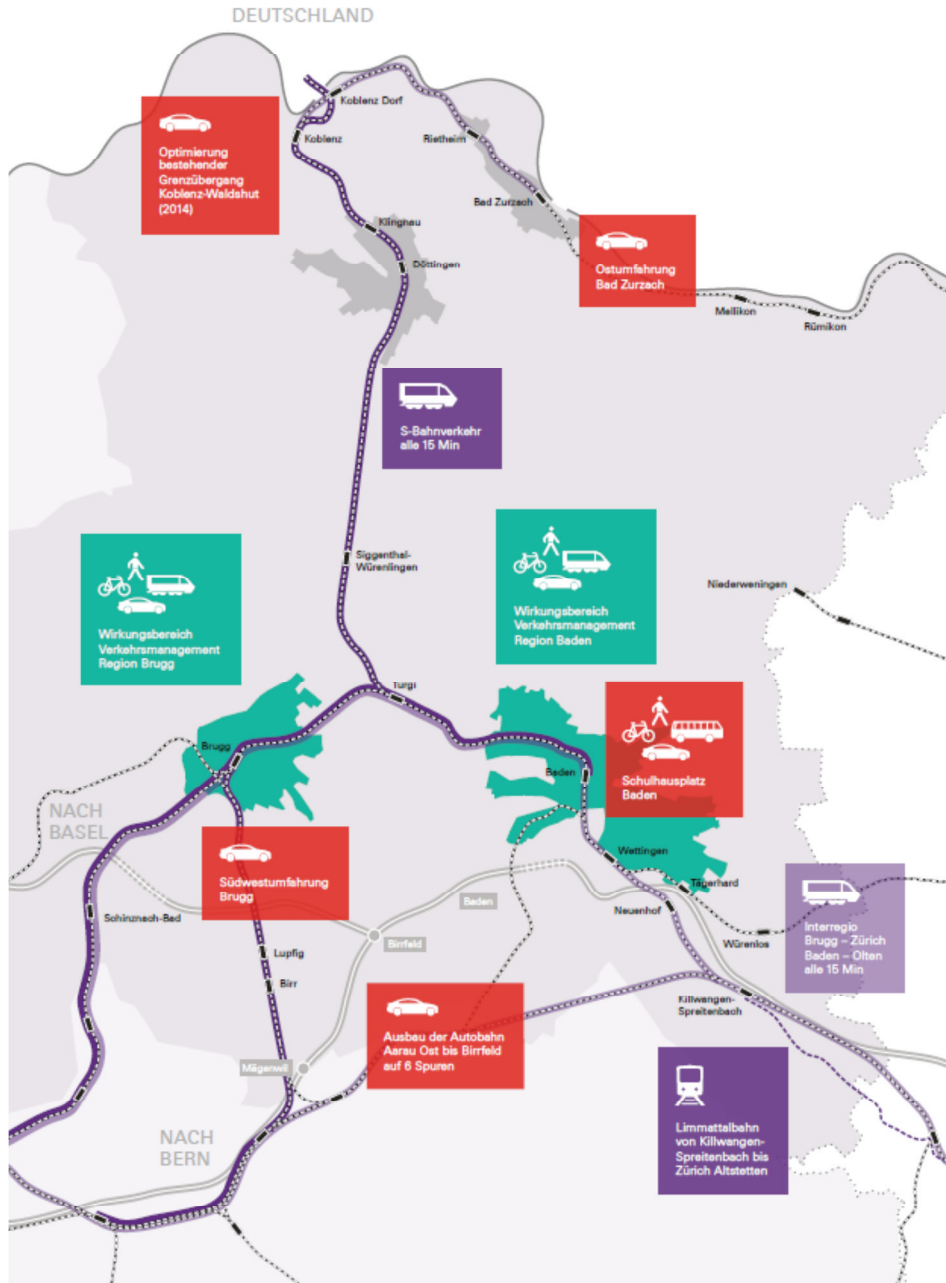 DEUTSCHLAND
Koblenz Dorf
Koblenz
Rietheim
Optimierung
bestehender
Grenzübergang
Koblenz-Waldshut
(2014)
Bad Zurzach
Klingnau
Döttingen
Ostumfahrung
Bad Zurzach
Mellikon
Rümikon
S-Bahnverkehr
alle 15 Min
Siggenthal-
Würenlingen
Niederweningen
Wirkungsbereich
Verkehrsmanagement
Region Brugg
Wirkungsbereich
Verkehrsmanagement
Region Baden
Turgi
Brugg
Baden
Schulhausplatz
Baden
NACH
BASEL
Wettingen
Südwestumfahrung
Brugg
Tägerhard
Baden
Neuenhof
Schinznach-Bad
Birrfeld
Würenlos
Interregio
Brugg – Zürich
Baden – Olten
alle 15 Min
Lupfig
Birr
Killwangen-
Spreitenbach
Ausbau der Autobahn
Aarau Ost bis Birrfeld
auf 6 Spuren
Mägenwil
Limmattalbahn
von Killwangen-
Spreitenbach bis
Zürich Altstetten
NACH
BERN